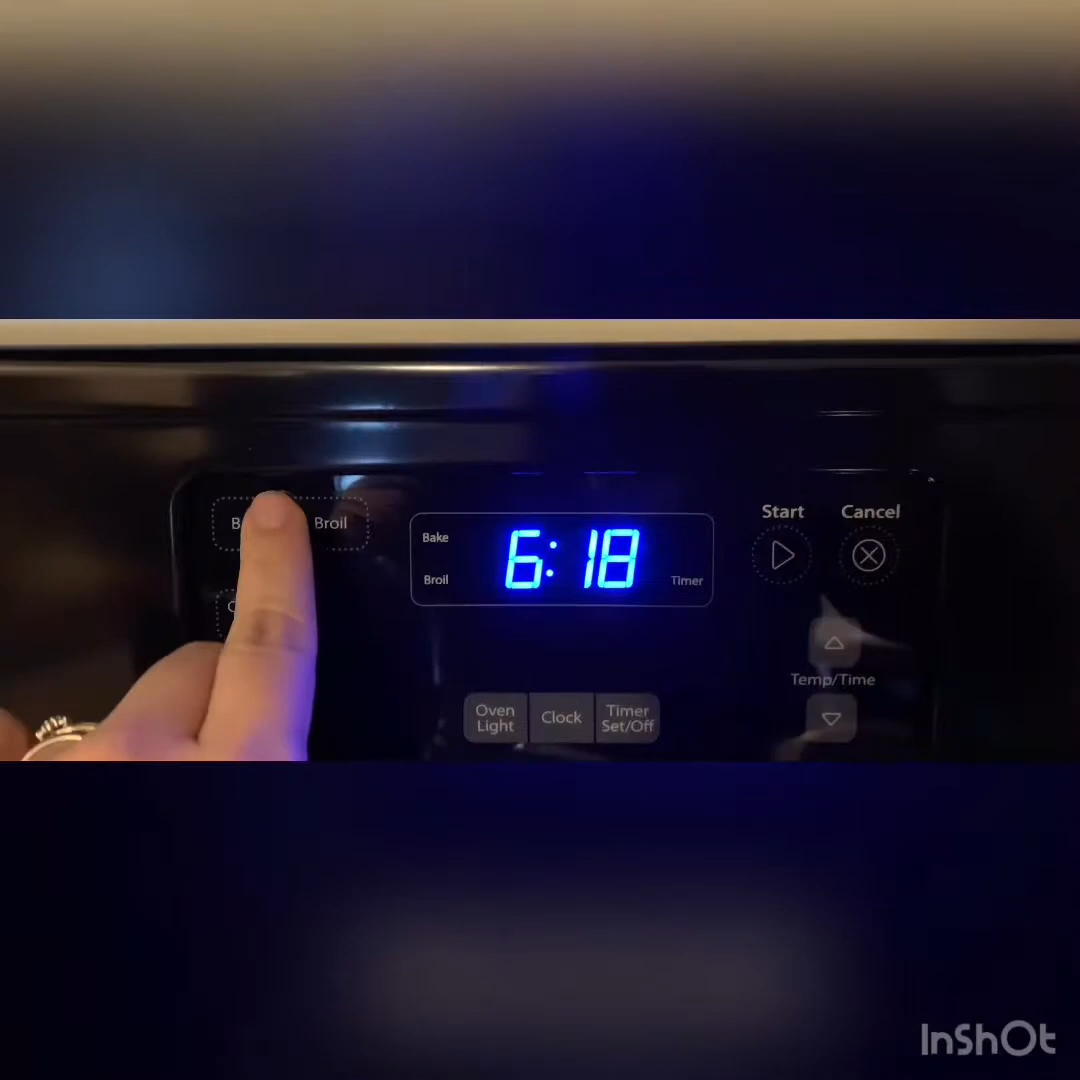 Start Cancel
Broil
Bake
6:18
Broil
Timer
Temp/Time
Oven Light
Clock
Timer Set/Off
InShOt